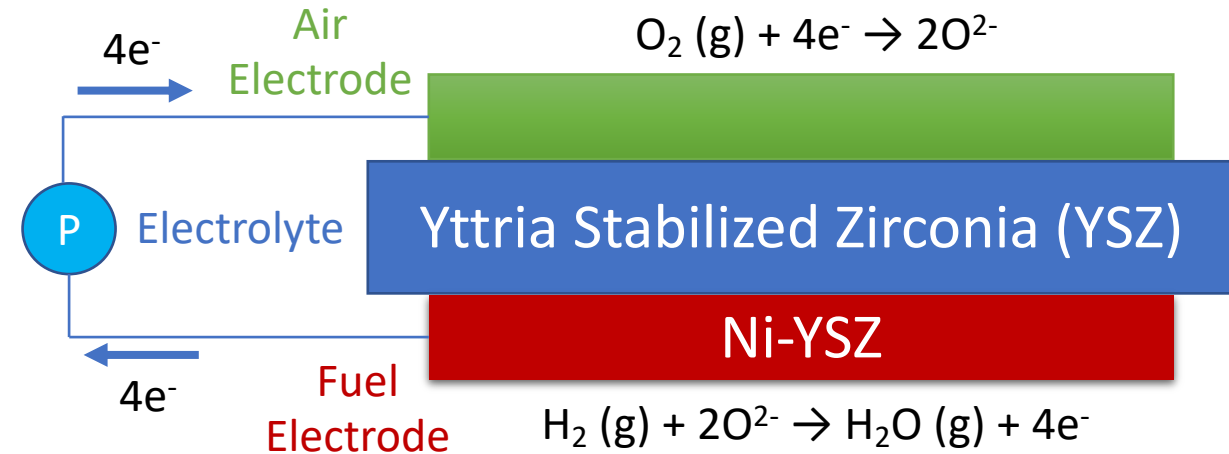 4e⁻
Air
Electrode
O₂ (g) + 4e⁻ → 2O²⁻
P
Electrolyte
Yttria Stabilized Zirconia (YSZ)
Ni-YSZ
4e⁻
Fuel
Electrode
H₂ (g) + 2O²⁻ → H₂O (g) + 4e⁻